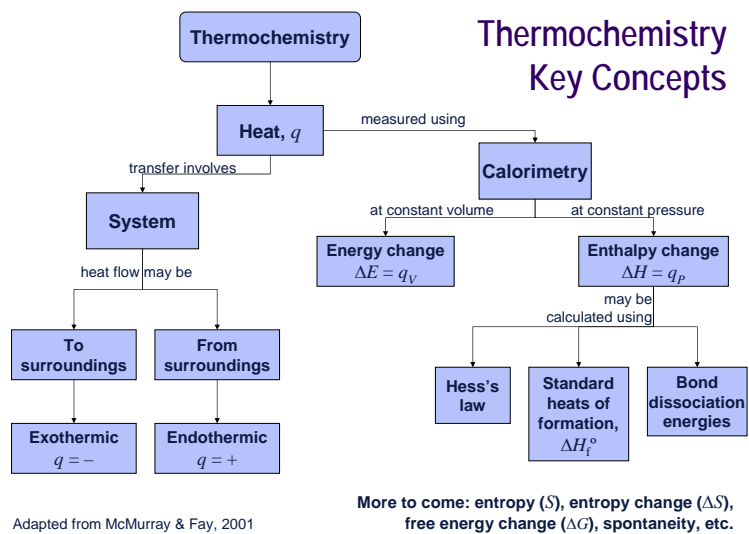 Thermochemistry
Key Concepts
Thermochemistry
Heat, q
measured using
Calorimetry
transfer involves
System
at constant volume
at constant pressure
Energy change
ΔE = qV
Enthalpy change
ΔH = qP
heat flow may be
may be
calculated using
To
surroundings
From
surroundings
Hess's
law
Standard
heats of
formation,
ΔHf°
Bond
dissociation
energies
Exothermic
q = –
Endothermic
q = +
More to come: entropy (S), entropy change (ΔS),
free energy change (ΔG), spontaneity, etc.
Adapted from McMurray & Fay, 2001